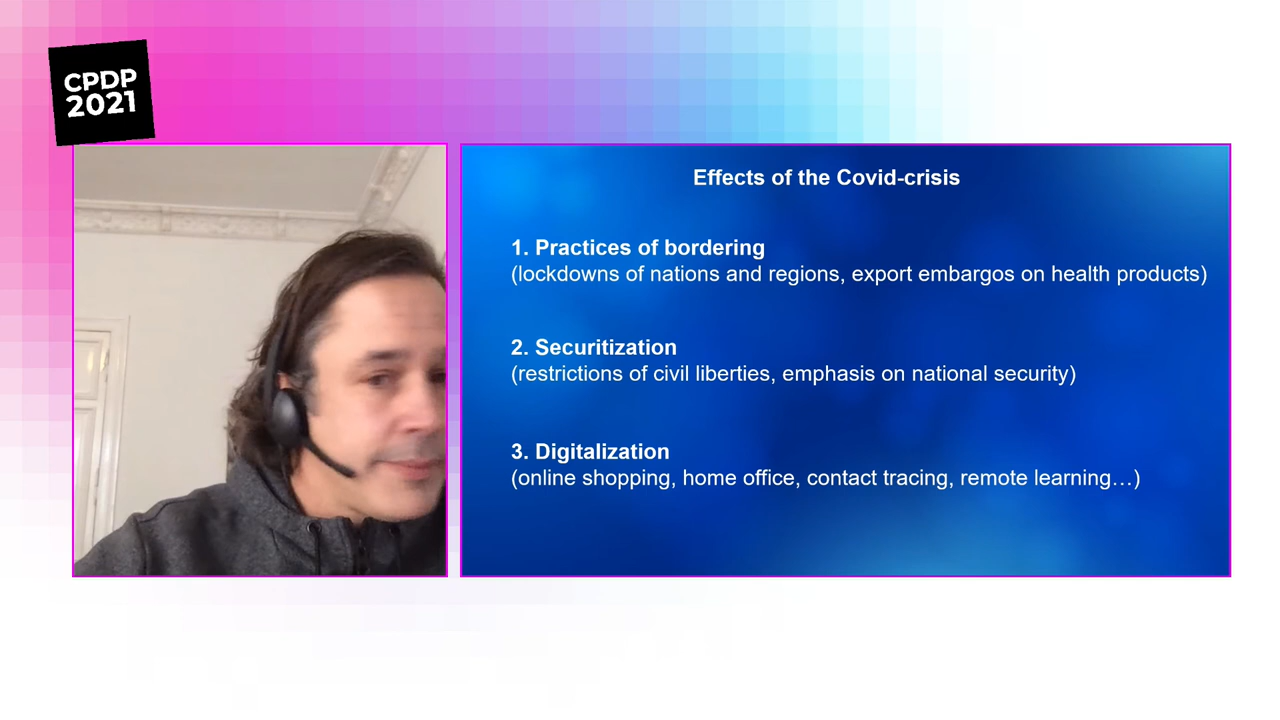 CPDP
2021
Effects of the Covid-crisis
1. Practices of bordering
(lockdowns of nations and regions, export embargos on health products)
2. Securitization
(restrictions of civil liberties, emphasis on national security)
3. Digitalization
(online shopping, home office, contact tracing, remote learning…)